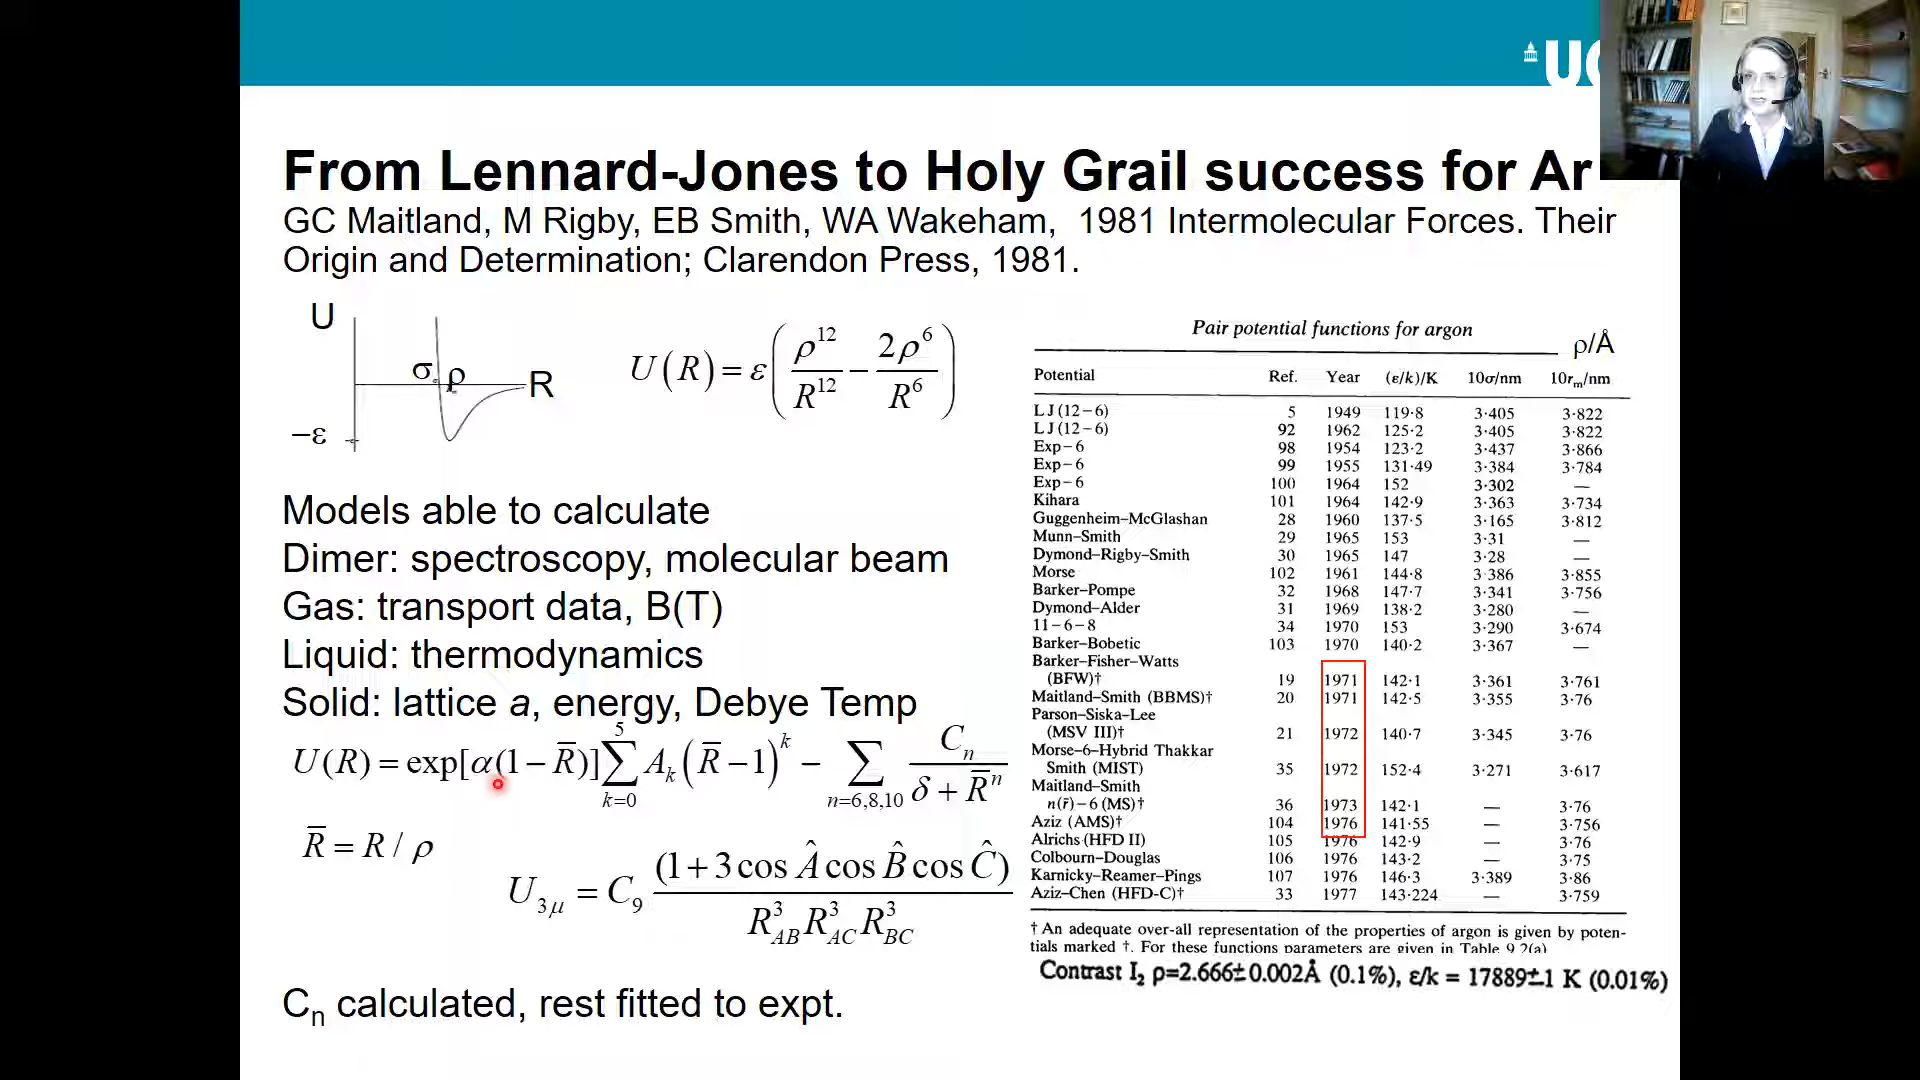 UC
From Lennard-Jones to Holy Grail success for Ar
GC Maitland, M Rigby, EB Smith, WA Wakeham, 1981 Intermolecular Forces. Their
Origin and Determination; Clarendon Press, 1981.
U
σ ρ R
−ε
U(R) = ε(ρ^12/R^12 − 2ρ^6/R^6)
Models able to calculate
Dimer: spectroscopy, molecular beam
Gas: transport data, B(T)
Liquid: thermodynamics
Solid: lattice a, energy, Debye Temp
U(R) = exp[α(1−R̄)] ∑_{k=0}^{5} A_k (R̄−1)^k − ∑_{n=6,8,10} C_n/(δ+R̄^n)
R̄ = R / ρ
U_3μ = C_9 (1+3cos Â cos B̂ cos Ĉ)/(R_AB^3 R_AC^3 R_BC^3)
C_n calculated, rest fitted to expt.
Pair potential functions for argon
ρ/Å
Potential Ref. Year (ε/k)/K 10σ/nm 10r_m/nm
LJ (12−6) 5 1949 119·8 3·405 3·822
LJ (12−6) 92 1962 125·2 3·405 3·822
Exp−6 98 1954 123·2 3·437 3·866
Exp−6 99 1955 131·49 3·384 3·784
Exp−6 100 1964 152 3·302 —
Kihara 101 1964 142·9 3·363 3·734
Guggenheim–McGlashan 28 1960 137·5 3·165 3·812
Munn–Smith 29 1965 153 3·31 —
Dymond–Rigby–Smith 30 1965 147 3·28 —
Morse 102 1961 144·8 3·386 3·855
Barker–Pompe 32 1968 147·7 3·341 3·756
Dymond–Alder 31 1969 138·2 3·280 —
11−6−8 34 1970 153 3·290 3·674
Barker–Bobetic 103 1970 140·2 3·367 —
Barker–Fisher–Watts
(BFW)† 19 1971 142·1 3·361 3·761
Maitland–Smith (BBMS)† 20 1971 142·5 3·355 3·76
Parson–Siska–Lee
(MSV III)† 21 1972 140·7 3·345 3·76
Morse–6–Hybrid Thakkar
Smith (MIST) 35 1972 152·4 3·271 3·617
Maitland–Smith
n(r̄)−6 (MS)† 36 1973 142·1 — 3·76
Aziz (AMS)† 104 1976 141·55 — 3·756
Alrichs (HFD II) 105 1976 142·9 — 3·76
Colbourn–Douglas 106 1976 143·2 — 3·75
Karnicky–Reamer–Pings 107 1976 146·3 3·389 3·86
Aziz–Chen (HFD-C)† 33 1977 143·224 — 3·759
† An adequate over-all representation of the properties of argon is given by poten-
tials marked †. For these functions parameters are given in Table 9.2(a)
Contrast I₂ ρ=2.666±0.002Å (0.1%), ε/k = 17889±1 K (0.01%)